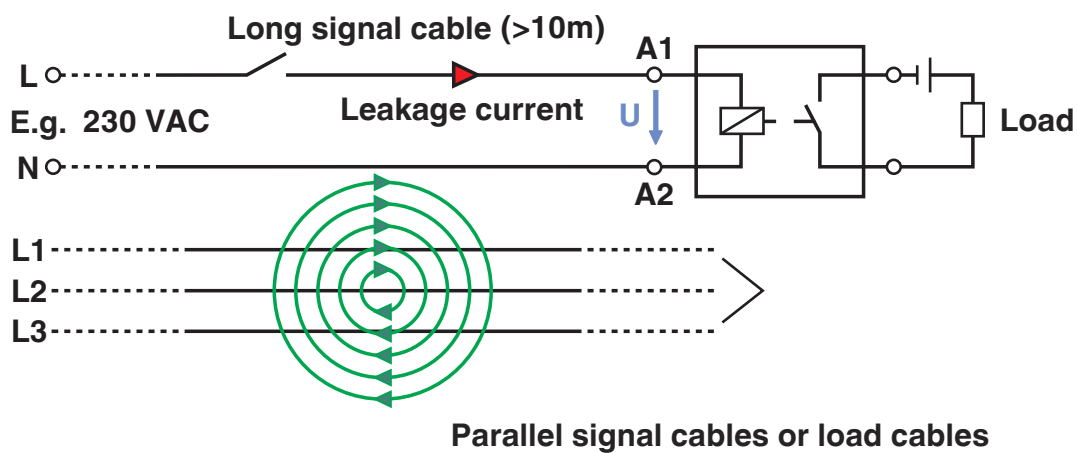 Long signal cable (>10m)
A1
L
Leakage current
U
Load
E.g. 230 VAC
N
A2
L1
L2
L3
Parallel signal cables or load cables